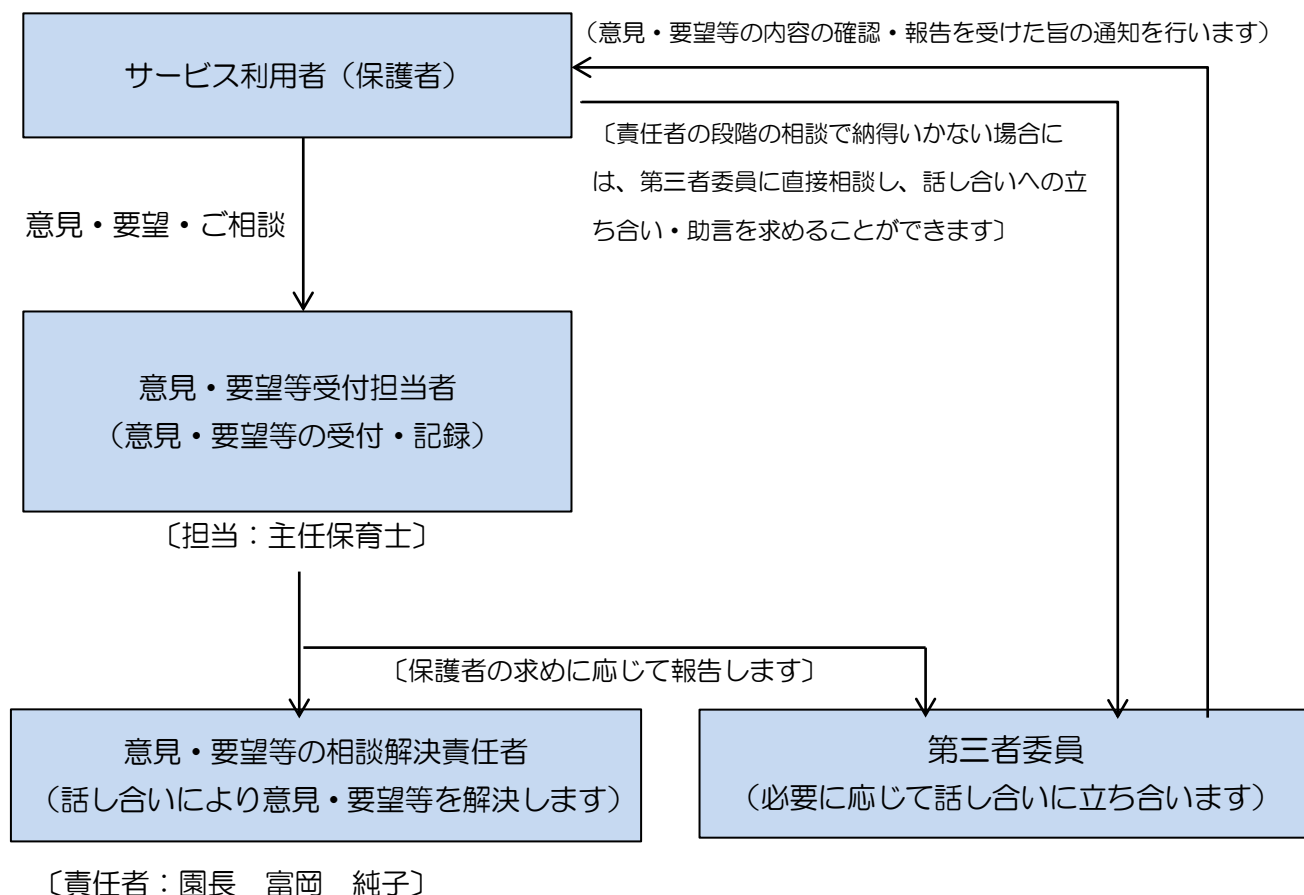 （意見・要望等の内容の確認・報告を受けた旨の通知を行います）
サービス利用者（保護者）
〔責任者の段階の相談で納得いかない場合に
は、第三者委員に直接相談し、話し合いへの立
ち合い・助言を求めることができます〕
意見・要望・ご相談
意見・要望等受付担当者
（意見・要望等の受付・記録）
〔担当：主任保育士〕
〔保護者の求めに応じて報告します〕
意見・要望等の相談解決責任者
（話し合いにより意見・要望等を解決します）
第三者委員
（必要に応じて話し合いに立ち合います）
〔責任者：園長　富岡　純子〕